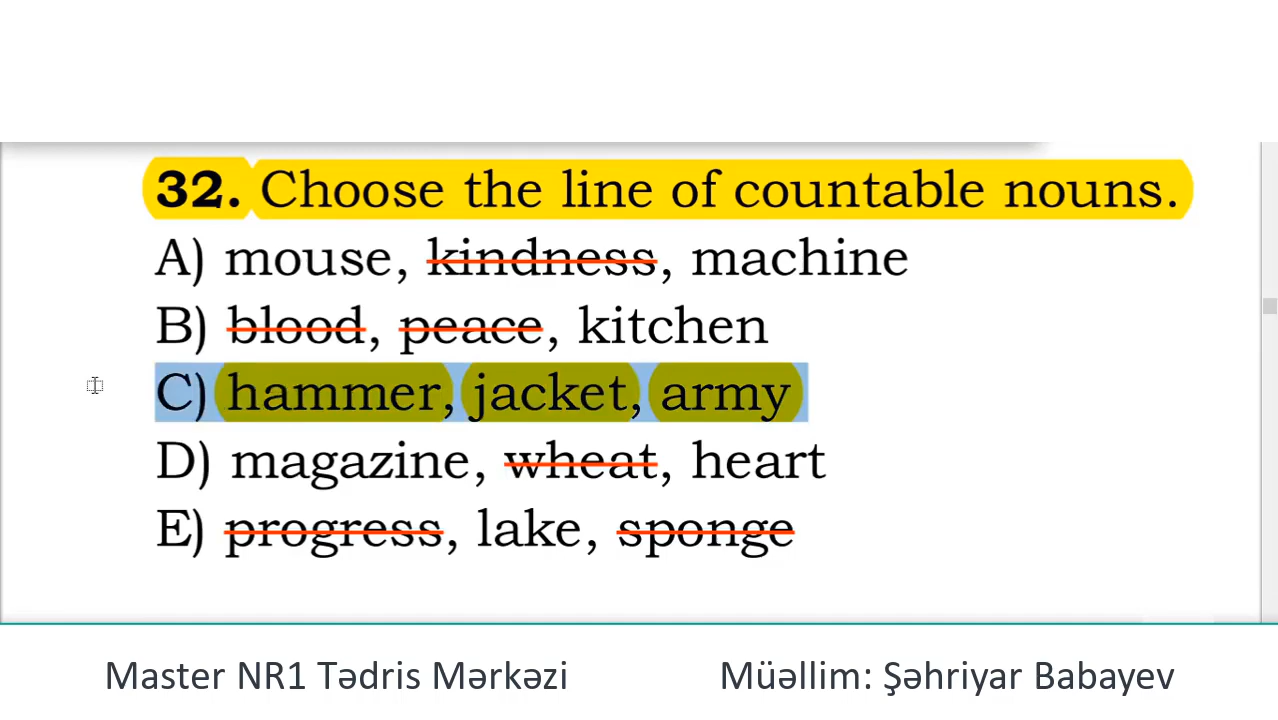 32. Choose the line of countable nouns.
A) mouse, kindness, machine
B) blood, peace, kitchen
C) hammer, jacket, army
D) magazine, wheat, heart
E) progress, lake, sponge
Master NR1 Tədris Mərkəzi
Müəllim: Şəhriyar Babayev